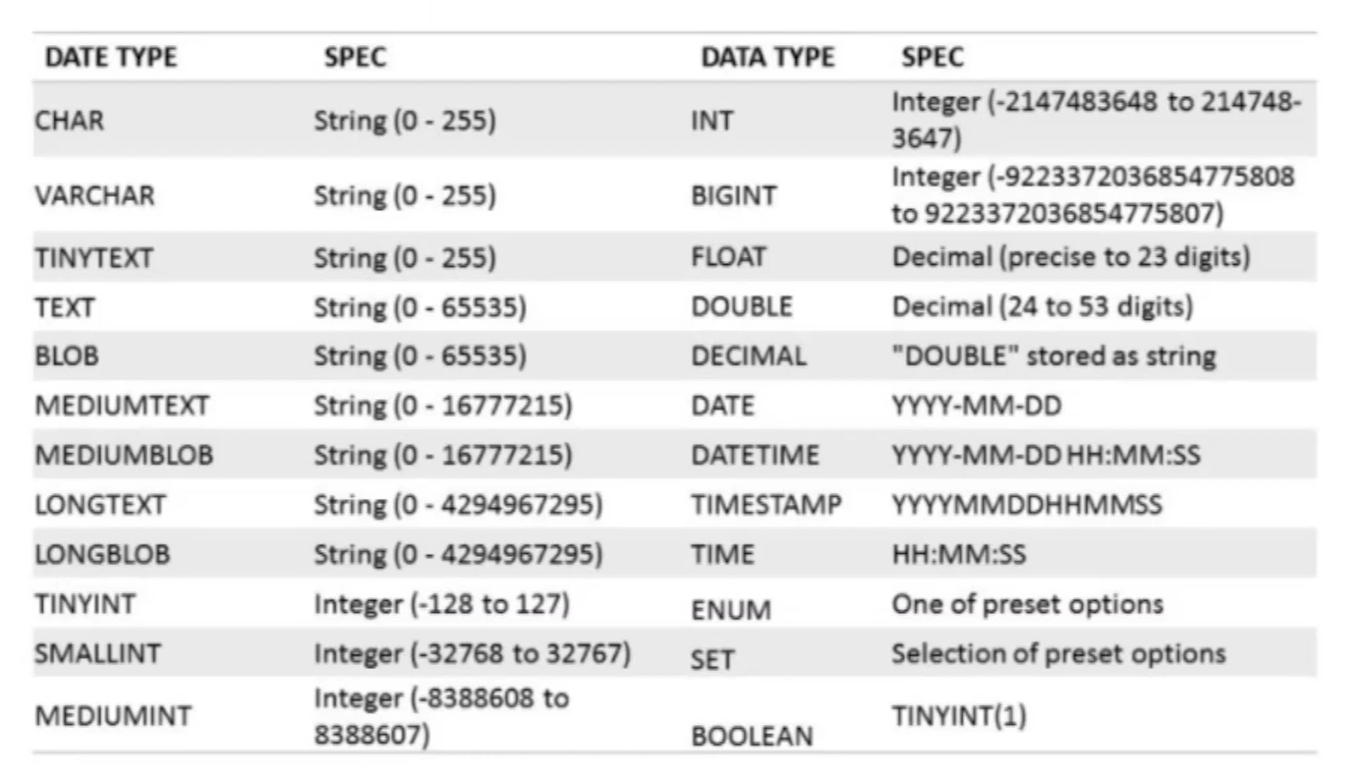 DATE TYPE SPEC DATA TYPE SPEC
CHAR String (0 - 255) INT Integer (-2147483648 to 214748-
3647)
VARCHAR String (0 - 255) BIGINT Integer (-9223372036854775808
to 9223372036854775807)
TINYTEXT String (0 - 255) FLOAT Decimal (precise to 23 digits)
TEXT String (0 - 65535) DOUBLE Decimal (24 to 53 digits)
BLOB String (0 - 65535) DECIMAL "DOUBLE" stored as string
MEDIUMTEXT String (0 - 16777215) DATE YYYY-MM-DD
MEDIUMBLOB String (0 - 16777215) DATETIME YYYY-MM-DD HH:MM:SS
LONGTEXT String (0 - 4294967295) TIMESTAMP YYYYMMDDHHMMSS
LONGBLOB String (0 - 4294967295) TIME HH:MM:SS
TINYINT Integer (-128 to 127) ENUM One of preset options
SMALLINT Integer (-32768 to 32767) SET Selection of preset options
MEDIUMINT Integer (-8388608 to
8388607) BOOLEAN TINYINT(1)